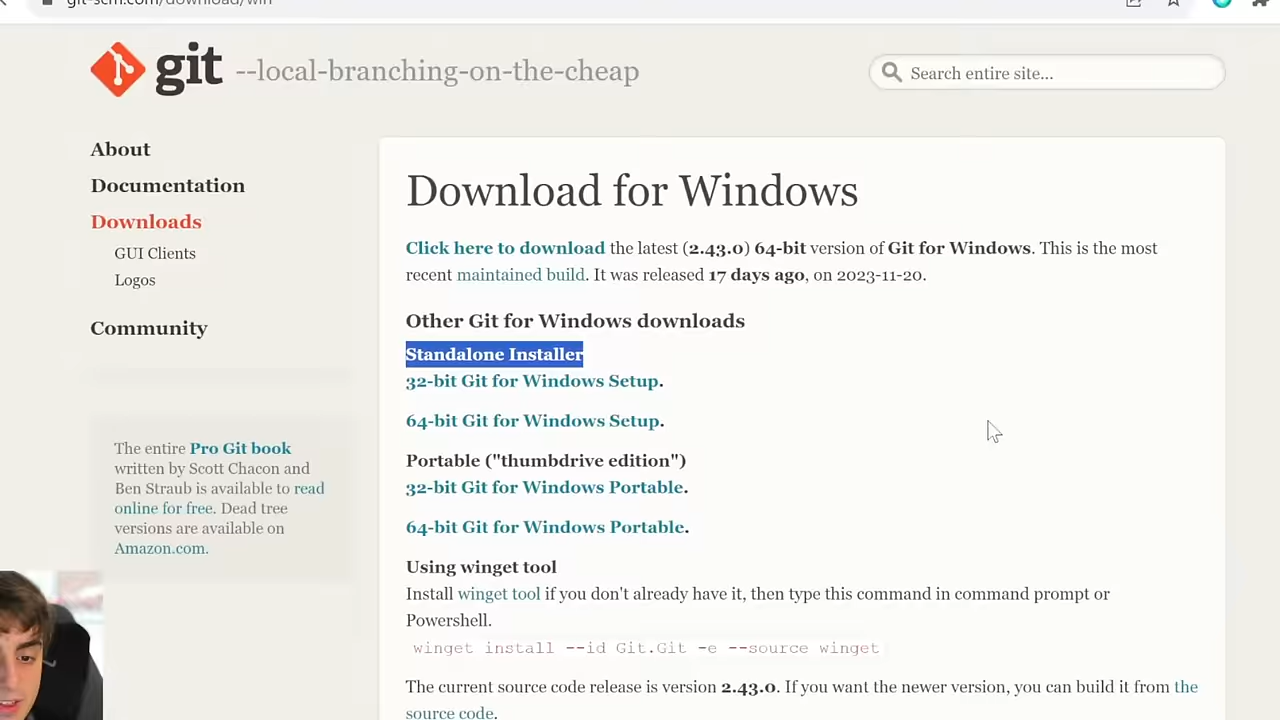 git-scm.com/download/win
git --local-branching-on-the-cheap
Search entire site...
About
Documentation
Downloads
GUI Clients
Logos
Community
The entire Pro Git book
written by Scott Chacon and
Ben Straub is available to read
online for free. Dead tree
versions are available on
Amazon.com.
Download for Windows
Click here to download the latest (2.43.0) 64-bit version of Git for Windows. This is the most
recent maintained build. It was released 17 days ago, on 2023-11-20.
Other Git for Windows downloads
Standalone Installer
32-bit Git for Windows Setup.
64-bit Git for Windows Setup.
Portable ("thumbdrive edition")
32-bit Git for Windows Portable.
64-bit Git for Windows Portable.
Using winget tool
Install winget tool if you don't already have it, then type this command in command prompt or
Powershell.
winget install --id Git.Git -e --source winget
The current source code release is version 2.43.0. If you want the newer version, you can build it from the
source code.